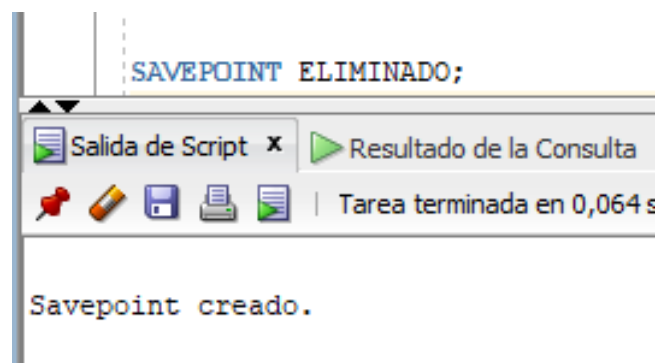 SAVEPOINT ELIMINADO;
Salida de Script x Resultado de la Consulta
Tarea terminada en 0,064 s
Savepoint creado.